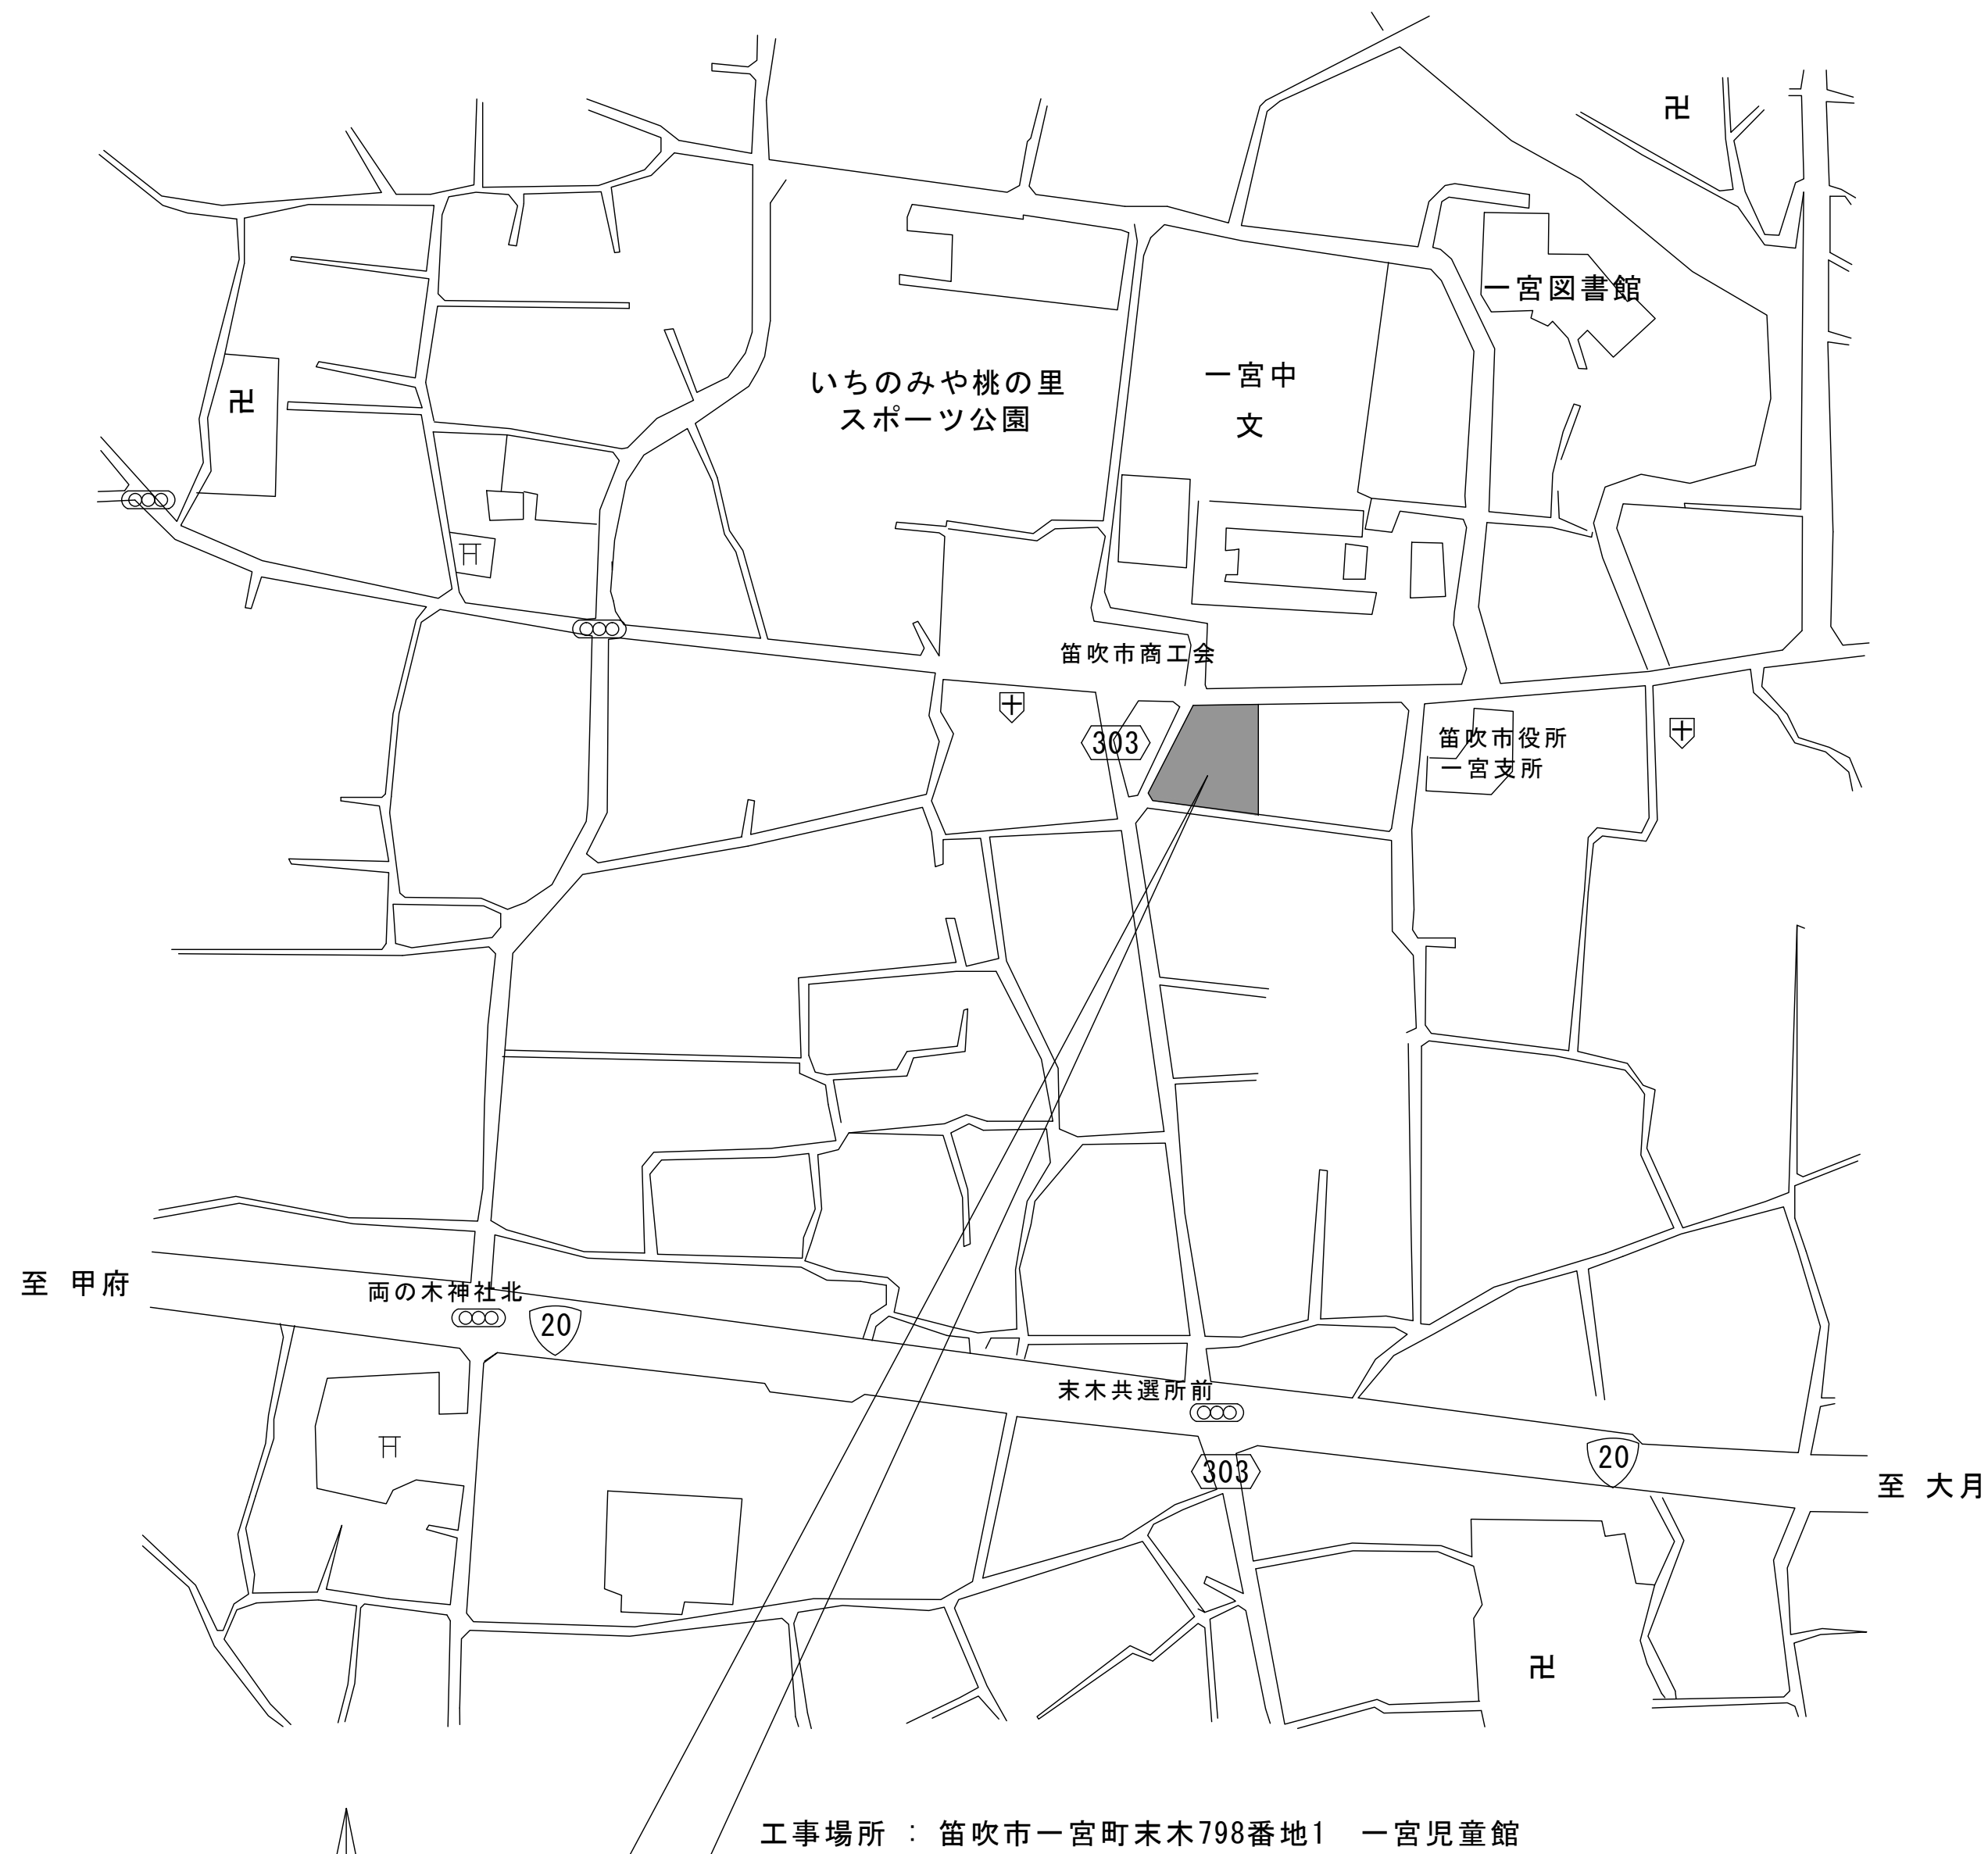 卍
一宮図書館
一宮中
文
いちのみや桃の里
スポーツ公園
卍
笛吹市商工会
303
笛吹市役所
一宮支所
至 甲府
両の木神社北
20
末木共選所前
303
20
至 大月
卍
工事場所 : 笛吹市一宮町末木798番地1 一宮児童館